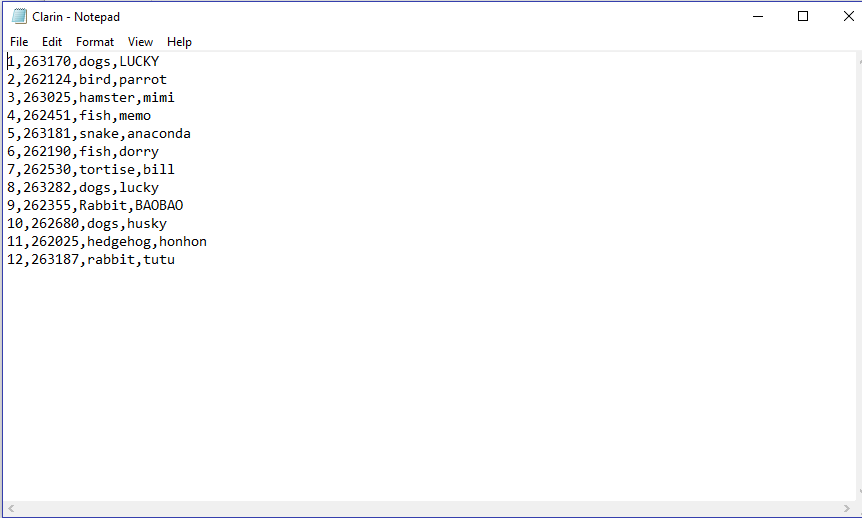 Clarin - Notepad
File Edit Format View Help
1,263170,dogs,LUCKY
2,262124,bird,parrot
3,263025,hamster,mimi
4,262451,fish,memo
5,263181,snake,anaconda
6,262190,fish,dorry
7,262530,tortise,bill
8,263282,dogs,lucky
9,262355,Rabbit,BAOBAO
10,262680,dogs,husky
11,262025,hedgehog,honhon
12,263187,rabbit,tutu